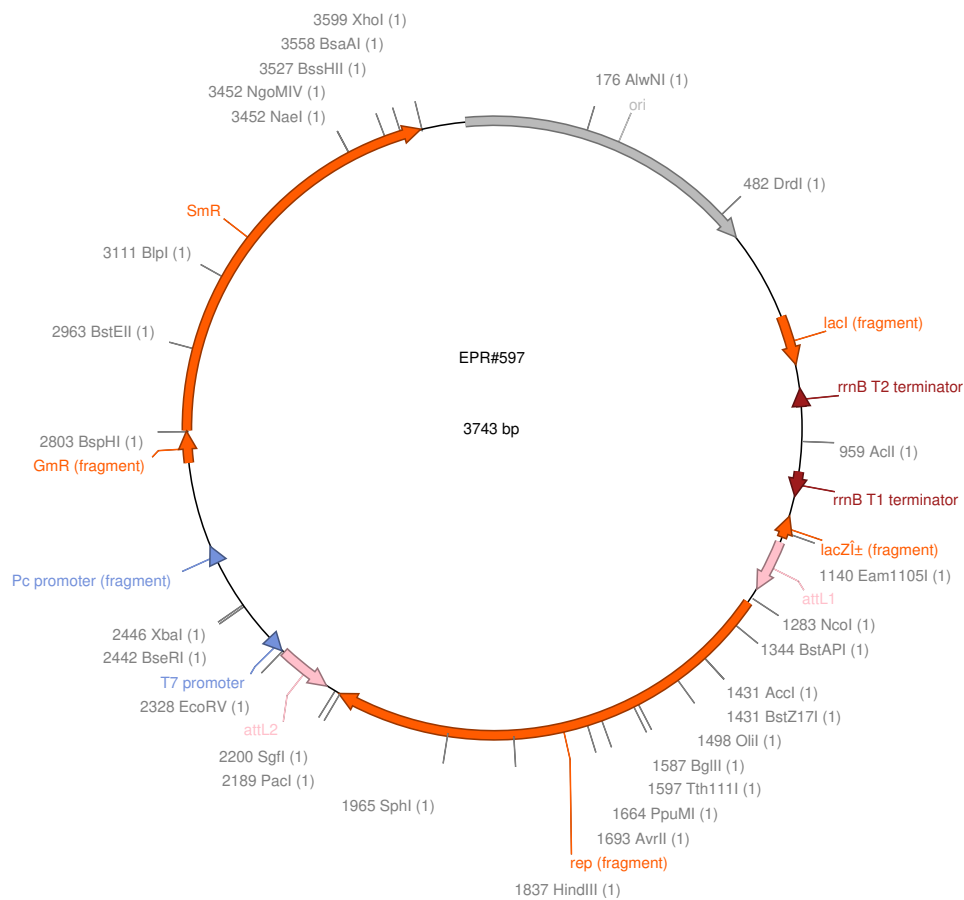 3599 XhoI (1)
3558 BsaAI (1)
3527 BssHII (1)
3452 NgoMIV (1)
3452 NaeI (1)
176 AlwNI (1)
ori
482 DrdI (1)
SmR
3111 BlpI (1)
2963 BstEII (1)
lacI (fragment)
EPR#597
rrnB T2 terminator
3743 bp
2803 BspHI (1)
959 AclI (1)
GmR (fragment)
rrnB T1 terminator
lacZÎ± (fragment)
Pc promoter (fragment)
1140 Eam1105I (1)
attL1
1283 NcoI (1)
2446 XbaI (1)
1344 BstAPI (1)
2442 BseRI (1)
T7 promoter
1431 AccI (1)
2328 EcoRV (1)
1431 BstZ17I (1)
attL2
1498 OliI (1)
2200 SgfI (1)
1587 BglII (1)
2189 PacI (1)
1597 Tth111I (1)
1965 SphI (1)
1664 PpuMI (1)
1693 AvrII (1)
rep (fragment)
1837 HindIII (1)